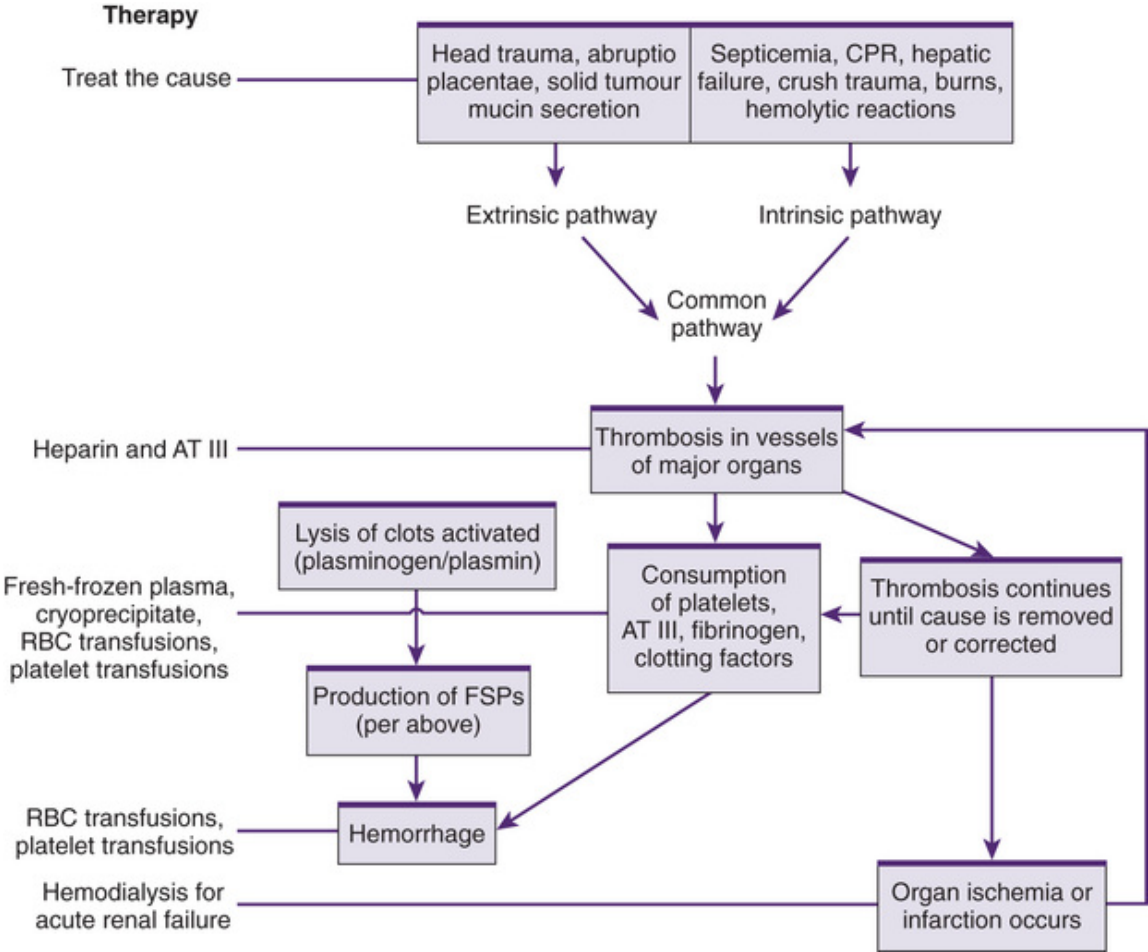 Therapy
Treat the cause
Head trauma, abruptio
placentae, solid tumour
mucin secretion
Septicemia, CPR, hepatic
failure, crush trauma, burns,
hemolytic reactions
Extrinsic pathway
Intrinsic pathway
Common
pathway
Heparin and AT III
Thrombosis in vessels
of major organs
Lysis of clots activated
(plasminogen/plasmin)
Fresh-frozen plasma,
cryoprecipitate,
RBC transfusions,
platelet transfusions
Consumption
of platelets,
AT III, fibrinogen,
clotting factors
Thrombosis continues
until cause is removed
or corrected
Production of FSPs
(per above)
RBC transfusions,
platelet transfusions
Hemorrhage
Hemodialysis for
acute renal failure
Organ ischemia or
infarction occurs